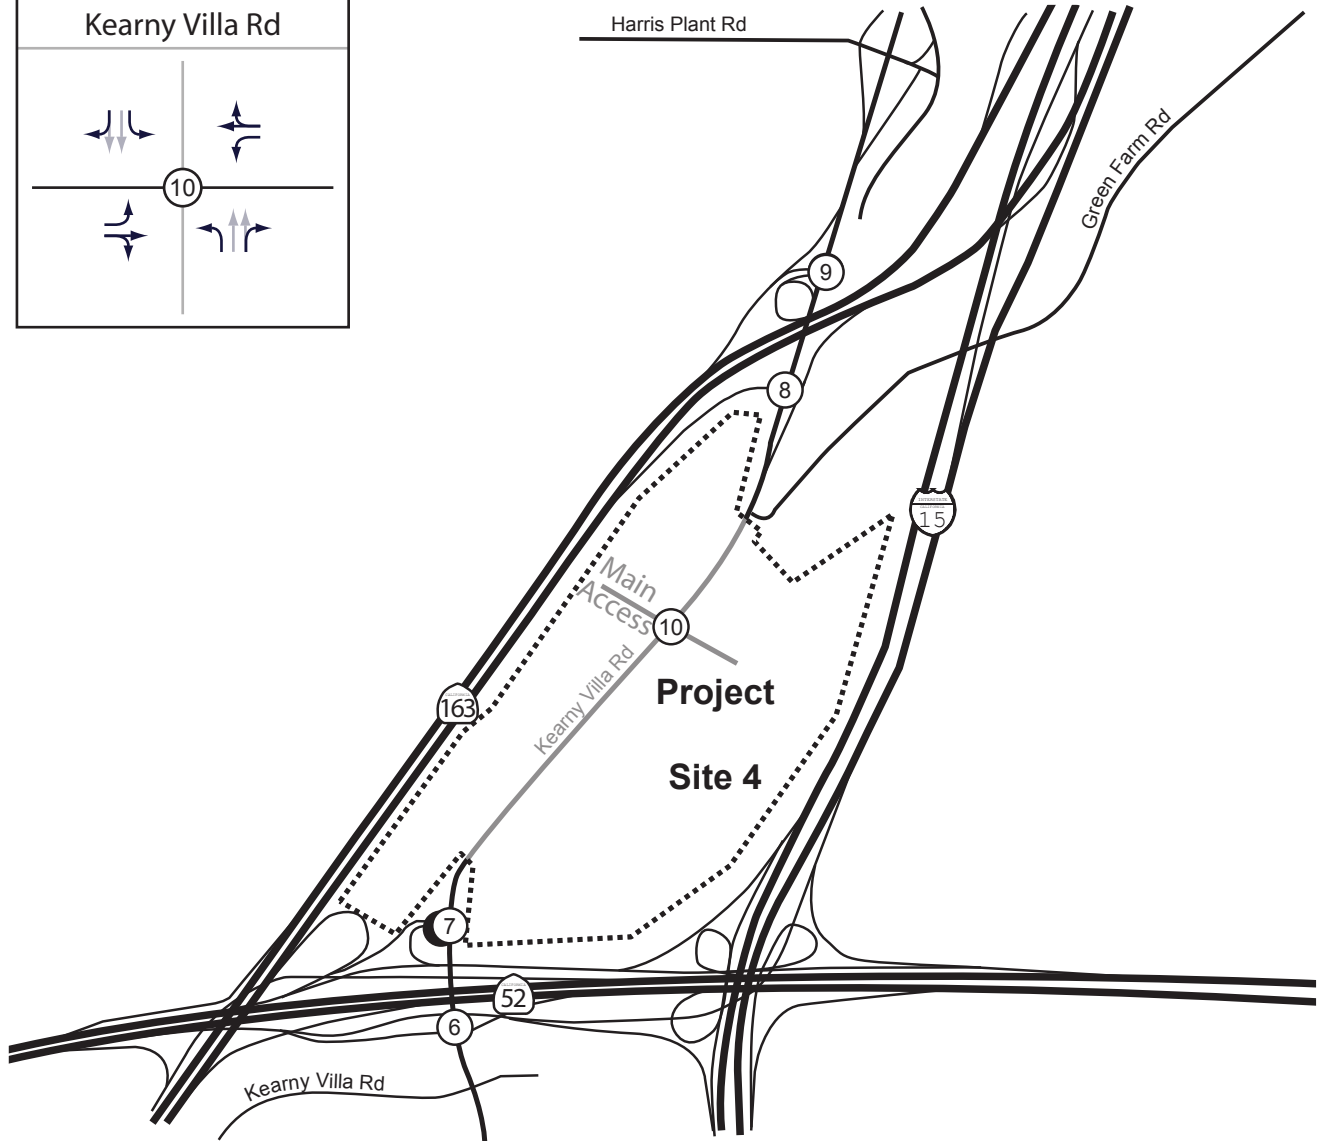 Kearny Villa Rd
10
Harris Plant Rd
Green Farm Rd
9
8
15
Main
Access
10
Kearny Villa Rd
Project
163
Site 4
7
52
6
Kearny Villa Rd